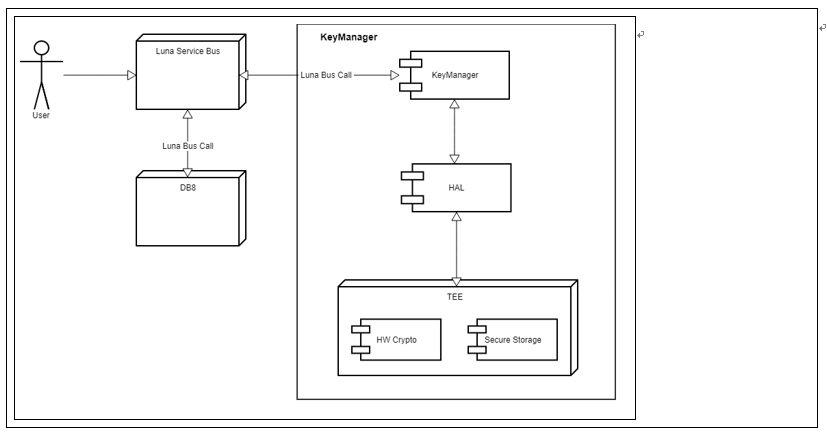 KeyManager
Luna Service Bus
Luna Bus Call
KeyManager
User
Luna Bus Call
DB8
HAL
TEE
HW Crypto
Secure Storage